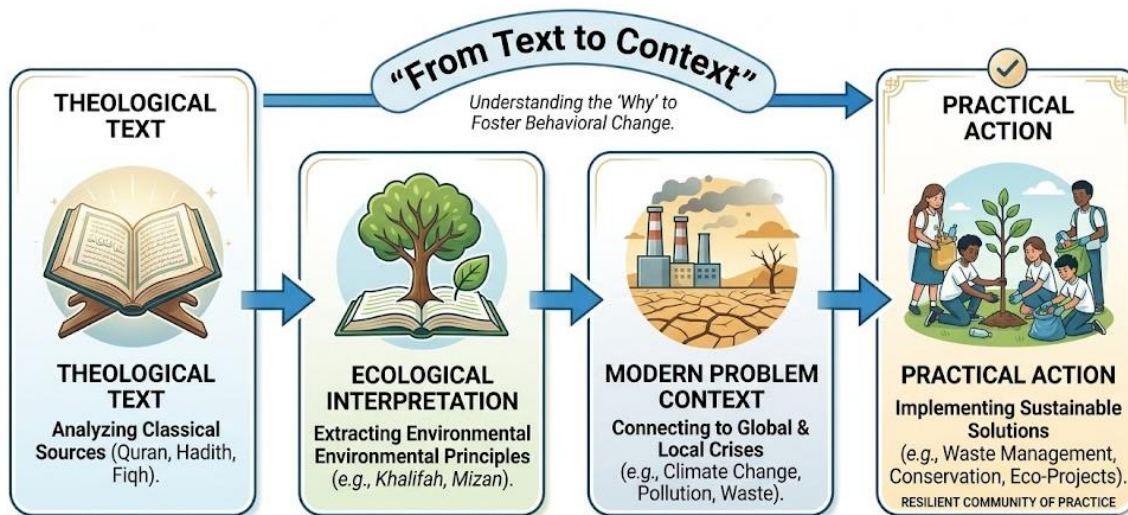 "From Text to Context"
Understanding the 'Why' to
Foster Behavioral Change.
THEOLOGICAL
TEXT
THEOLOGICAL
TEXT
Analyzing Classical
Sources (Quran, Hadith,
Fiqh).
ECOLOGICAL
INTERPRETATION
Extracting Environmental
Environmental Principles
(e.g., Khalifah, Mizan).
MODERN PROBLEM
CONTEXT
Connecting to Global &
Local Crises
(e.g., Climate Change,
Pollution, Waste).
PRACTICAL
ACTION
PRACTICAL ACTION
Implementing Sustainable
Solutions
(e.g., Waste Management,
Conservation, Eco-Projects).
RESILIENT COMMUNITY OF PRACTICE